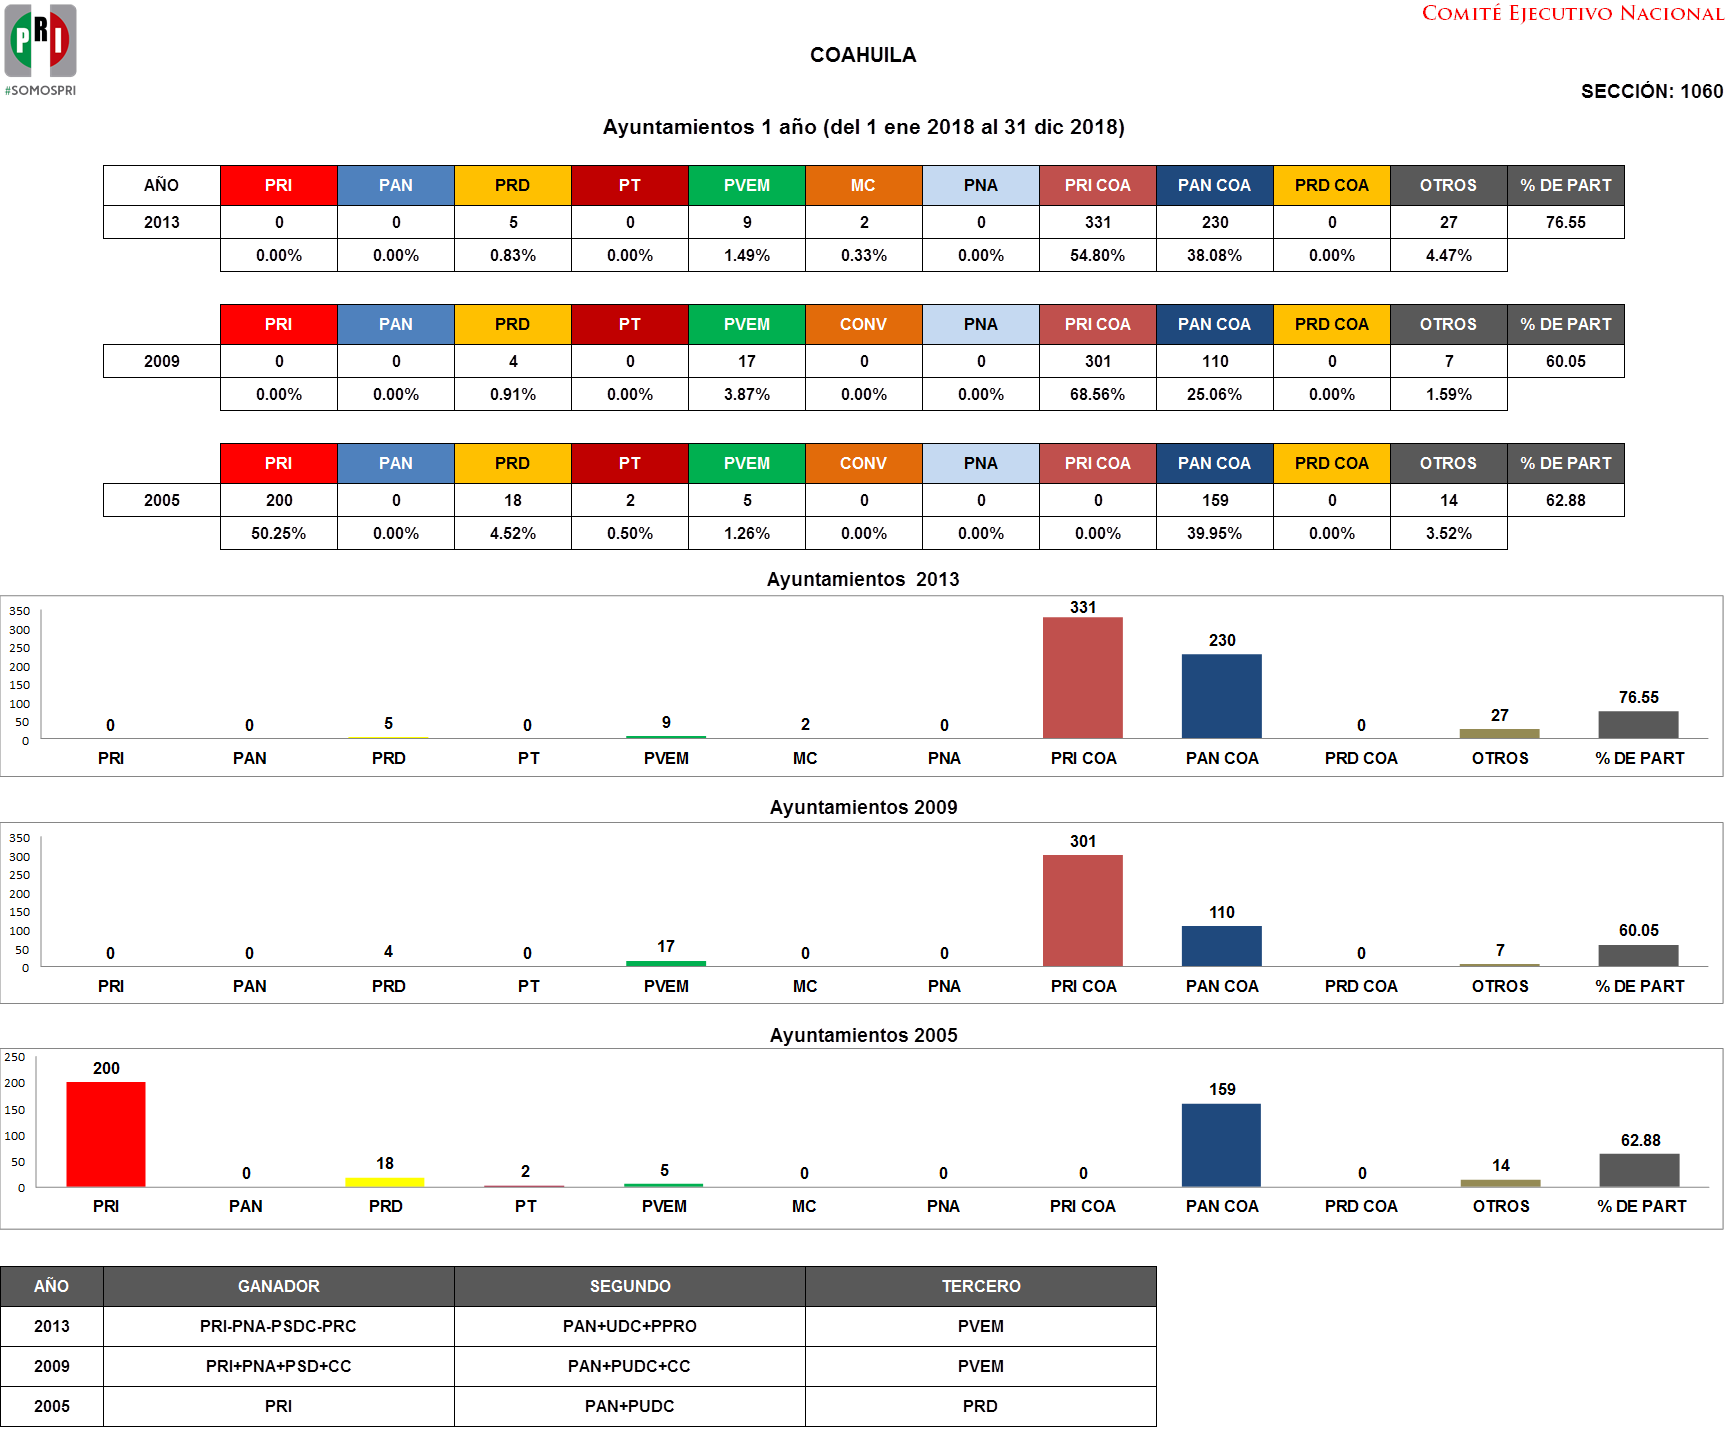 COMITÉ EJECUTIVO NACIONAL
PRI
#SOMOSPRI
COAHUILA
SECCIÓN: 1060
Ayuntamientos 1 año (del 1 ene 2018 al 31 dic 2018)
AÑO PRI PAN PRD PT PVEM MC PNA PRI COA PAN COA PRD COA OTROS % DE PART
2013 0 0 5 0 9 2 0 331 230 0 27 76.55
0.00% 0.00% 0.83% 0.00% 1.49% 0.33% 0.00% 54.80% 38.08% 0.00% 4.47%
PRI PAN PRD PT PVEM CONV PNA PRI COA PAN COA PRD COA OTROS % DE PART
2009 0 0 4 0 17 0 0 301 110 0 7 60.05
0.00% 0.00% 0.91% 0.00% 3.87% 0.00% 0.00% 68.56% 25.06% 0.00% 1.59%
PRI PAN PRD PT PVEM CONV PNA PRI COA PAN COA PRD COA OTROS % DE PART
2005 200 0 18 2 5 0 0 0 159 0 14 62.88
50.25% 0.00% 4.52% 0.50% 1.26% 0.00% 0.00% 0.00% 39.95% 0.00% 3.52%
Ayuntamientos 2013
350
300
250
200
150
100
50
0
0 0 5 0 9 2 0 331 230 0 27 76.55
PRI PAN PRD PT PVEM MC PNA PRI COA PAN COA PRD COA OTROS % DE PART
Ayuntamientos 2009
350
300
250
200
150
100
50
0
0 0 4 0 17 0 0 301 110 0 7 60.05
PRI PAN PRD PT PVEM MC PNA PRI COA PAN COA PRD COA OTROS % DE PART
Ayuntamientos 2005
250
200
150
100
50
0
200 0 18 2 5 0 0 0 159 0 14 62.88
PRI PAN PRD PT PVEM MC PNA PRI COA PAN COA PRD COA OTROS % DE PART
AÑO GANADOR SEGUNDO TERCERO
2013 PRI-PNA-PSDC-PRC PAN+UDC+PPRO PVEM
2009 PRI+PNA+PSD+CC PAN+PUDC+CC PVEM
2005 PRI PAN+PUDC PRD